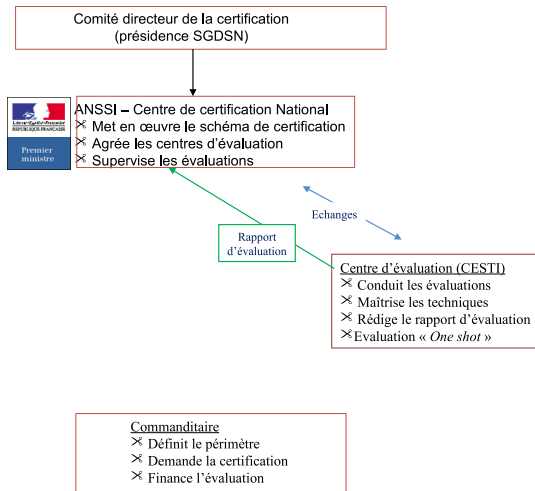 Comité directeur de la certification
(présidence SGDSN)
ANSSI – Centre de certification National
Met en œuvre le schéma de certification
Agrée les centres d'évaluation
Supervise les évaluations
Liberté • Égalité • Fraternité
RÉPUBLIQUE FRANÇAISE
Premier
ministre
Echanges
Rapport
d'évaluation
Centre d'évaluation (CESTI)
Conduit les évaluations
Maîtrise les techniques
Rédige le rapport d'évaluation
Evaluation « One shot »
Commanditaire
Définit le périmètre
Demande la certification
Finance l'évaluation